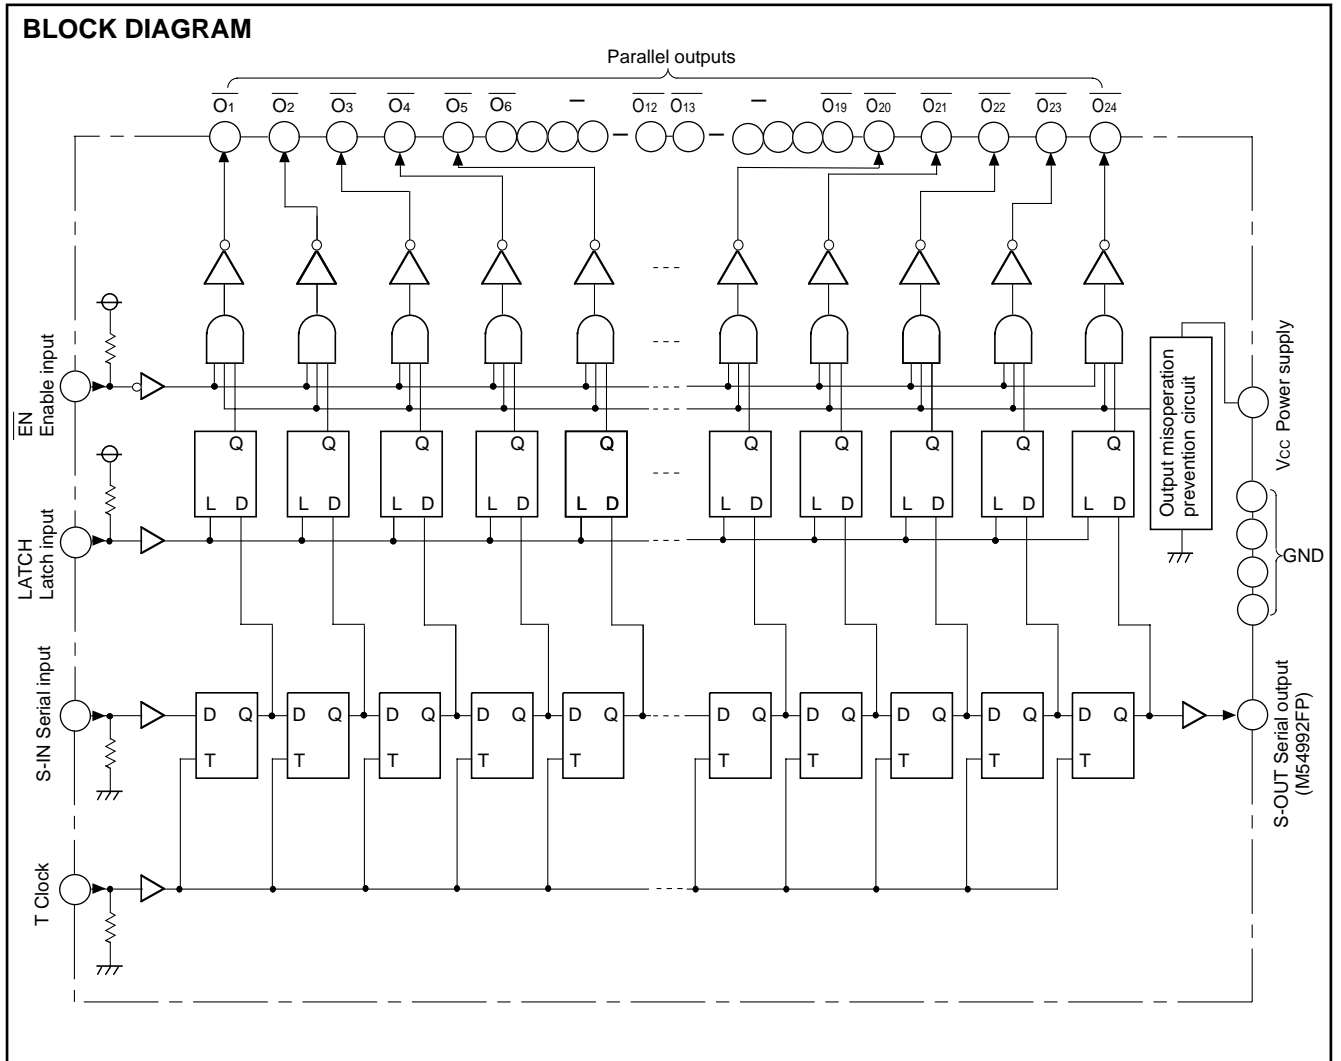 BLOCK DIAGRAM
Parallel outputs
O1 O2 O3 O4 O5 O6 – O12 O13 – O19 O20 O21 O22 O23 O24
EN
Enable input
LATCH
Latch input
S-IN Serial input
T Clock
Q Q Q Q Q Q Q Q Q Q
L D L D L D L D L D L D L D L D L D L D
D Q D Q D Q D Q D Q D Q D Q D Q D Q D Q
T T T T T T T T T T
Output misoperation
prevention circuit
Vcc Power supply
GND
S-OUT Serial output
(M54992FP)